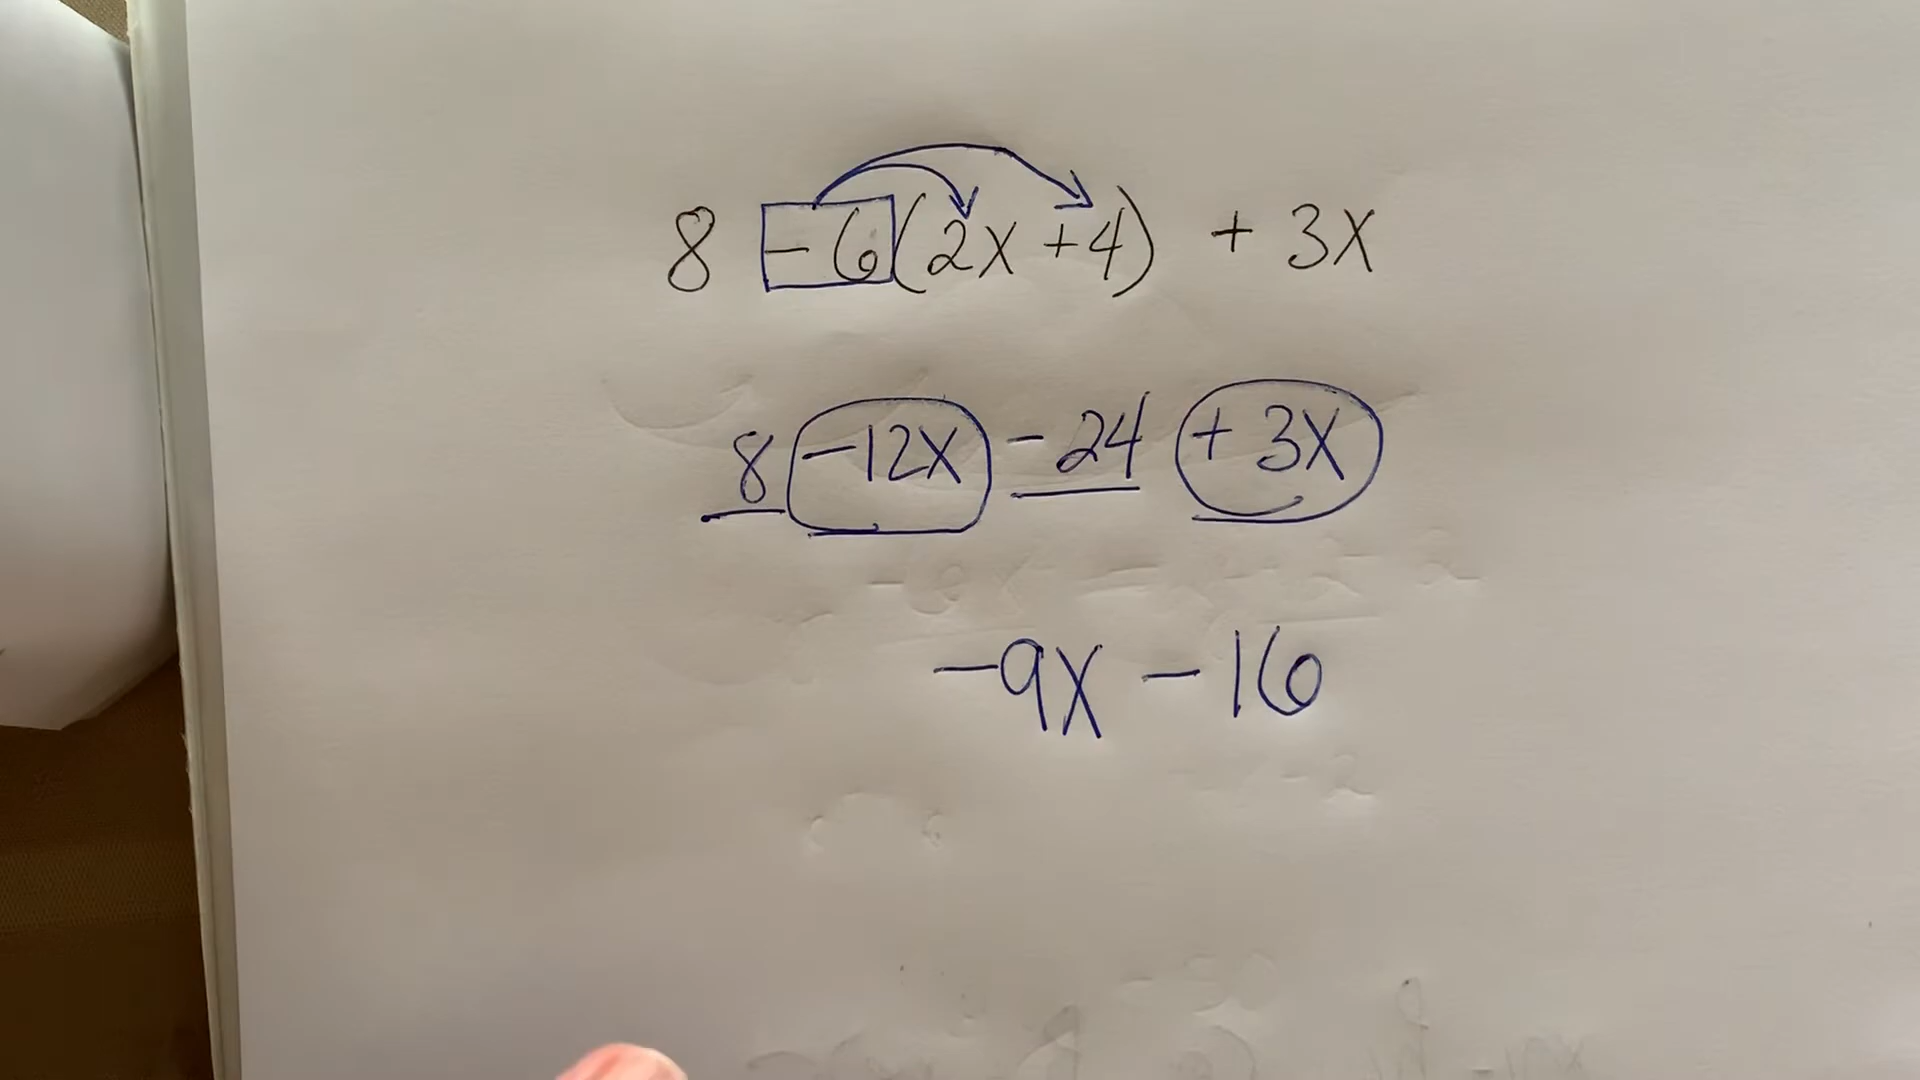 8 -6(2x +4) + 3x
8 -12x - 24 + 3x
-9x - 16